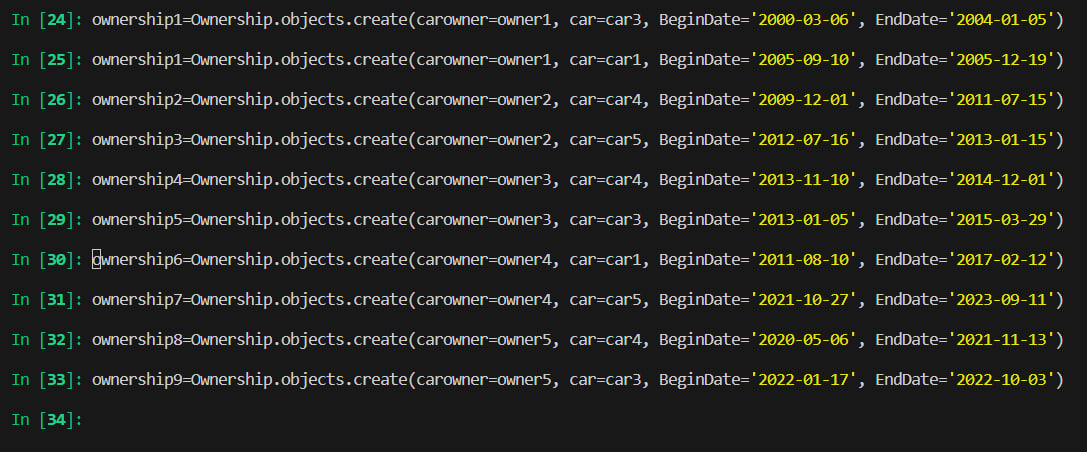 In [24]: ownership1=Ownership.objects.create(carowner=owner1, car=car3, BeginDate='2000-03-06', EndDate='2004-01-05')
In [25]: ownership1=Ownership.objects.create(carowner=owner1, car=car1, BeginDate='2005-09-10', EndDate='2005-12-19')
In [26]: ownership2=Ownership.objects.create(carowner=owner2, car=car4, BeginDate='2009-12-01', EndDate='2011-07-15')
In [27]: ownership3=Ownership.objects.create(carowner=owner2, car=car5, BeginDate='2012-07-16', EndDate='2013-01-15')
In [28]: ownership4=Ownership.objects.create(carowner=owner3, car=car4, BeginDate='2013-11-10', EndDate='2014-12-01')
In [29]: ownership5=Ownership.objects.create(carowner=owner3, car=car3, BeginDate='2013-01-05', EndDate='2015-03-29')
In [30]: ownership6=Ownership.objects.create(carowner=owner4, car=car1, BeginDate='2011-08-10', EndDate='2017-02-12')
In [31]: ownership7=Ownership.objects.create(carowner=owner4, car=car5, BeginDate='2021-10-27', EndDate='2023-09-11')
In [32]: ownership8=Ownership.objects.create(carowner=owner5, car=car4, BeginDate='2020-05-06', EndDate='2021-11-13')
In [33]: ownership9=Ownership.objects.create(carowner=owner5, car=car3, BeginDate='2022-01-17', EndDate='2022-10-03')
In [34]: